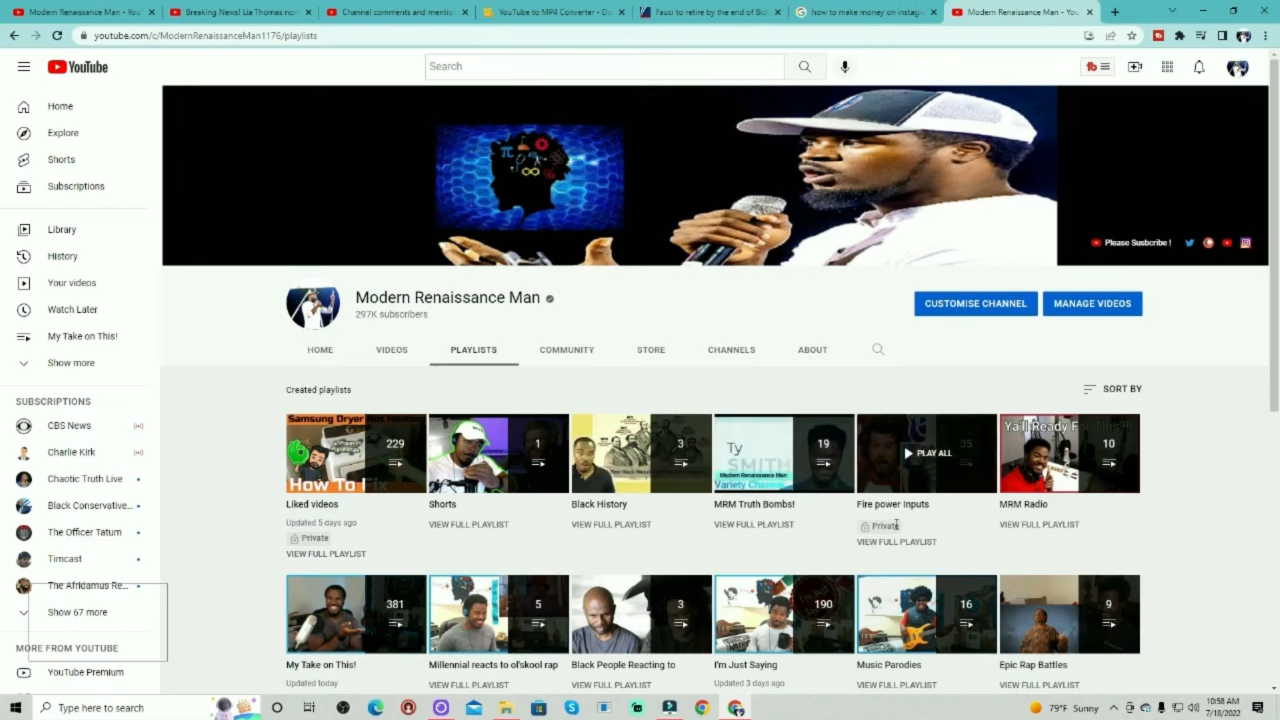 Modern Renaissance Man - You
Breaking News! Lia Thomas no
Channel comments and mentio
YouTube to MP4 Converter - D
Fauci to retire by the end of Bid
how to make money on instag
Modern Renaissance Man - You
youtube.com/c/ModernRenaissanceMan1176/playlists
YouTube
Search
Home
Explore
Shorts
Subscriptions
Library
History
Your videos
Watch Later
My Take on This!
Show more
SUBSCRIPTIONS
CBS News
Charlie Kirk
Chaotic Truth Live
Black Conservative...
The Officer Tatum
Timcast
The Afridamus Re...
Show 67 more
MORE FROM YOUTUBE
YouTube Premium
Please Susbcribe !
Modern Renaissance Man
297K subscribers
CUSTOMISE CHANNEL
MANAGE VIDEOS
HOME VIDEOS PLAYLISTS COMMUNITY STORE CHANNELS ABOUT
Created playlists
SORT BY
Samsung Dryer Not Heating
How To Fix
229
Liked videos
Updated 5 days ago
Private
VIEW FULL PLAYLIST
1
Shorts
VIEW FULL PLAYLIST
3
Black History
VIEW FULL PLAYLIST
Ty
SMITH
Modern Renaissance Man
Variety Channel
19
MRM Truth Bombs!
VIEW FULL PLAYLIST
PLAY ALL
35
Fire power Inputs
Private
VIEW FULL PLAYLIST
Ya'll Ready For This?!
10
MRM Radio
VIEW FULL PLAYLIST
381
My Take on This!
Updated today
5
Millennial reacts to ol'skool rap
VIEW FULL PLAYLIST
3
Black People Reacting to
VIEW FULL PLAYLIST
190
I'm Just Saying
Updated 3 days ago
16
Music Parodies
VIEW FULL PLAYLIST
9
Epic Rap Battles
VIEW FULL PLAYLIST
Type here to search
79°F Sunny
10:58 AM
7/18/2022